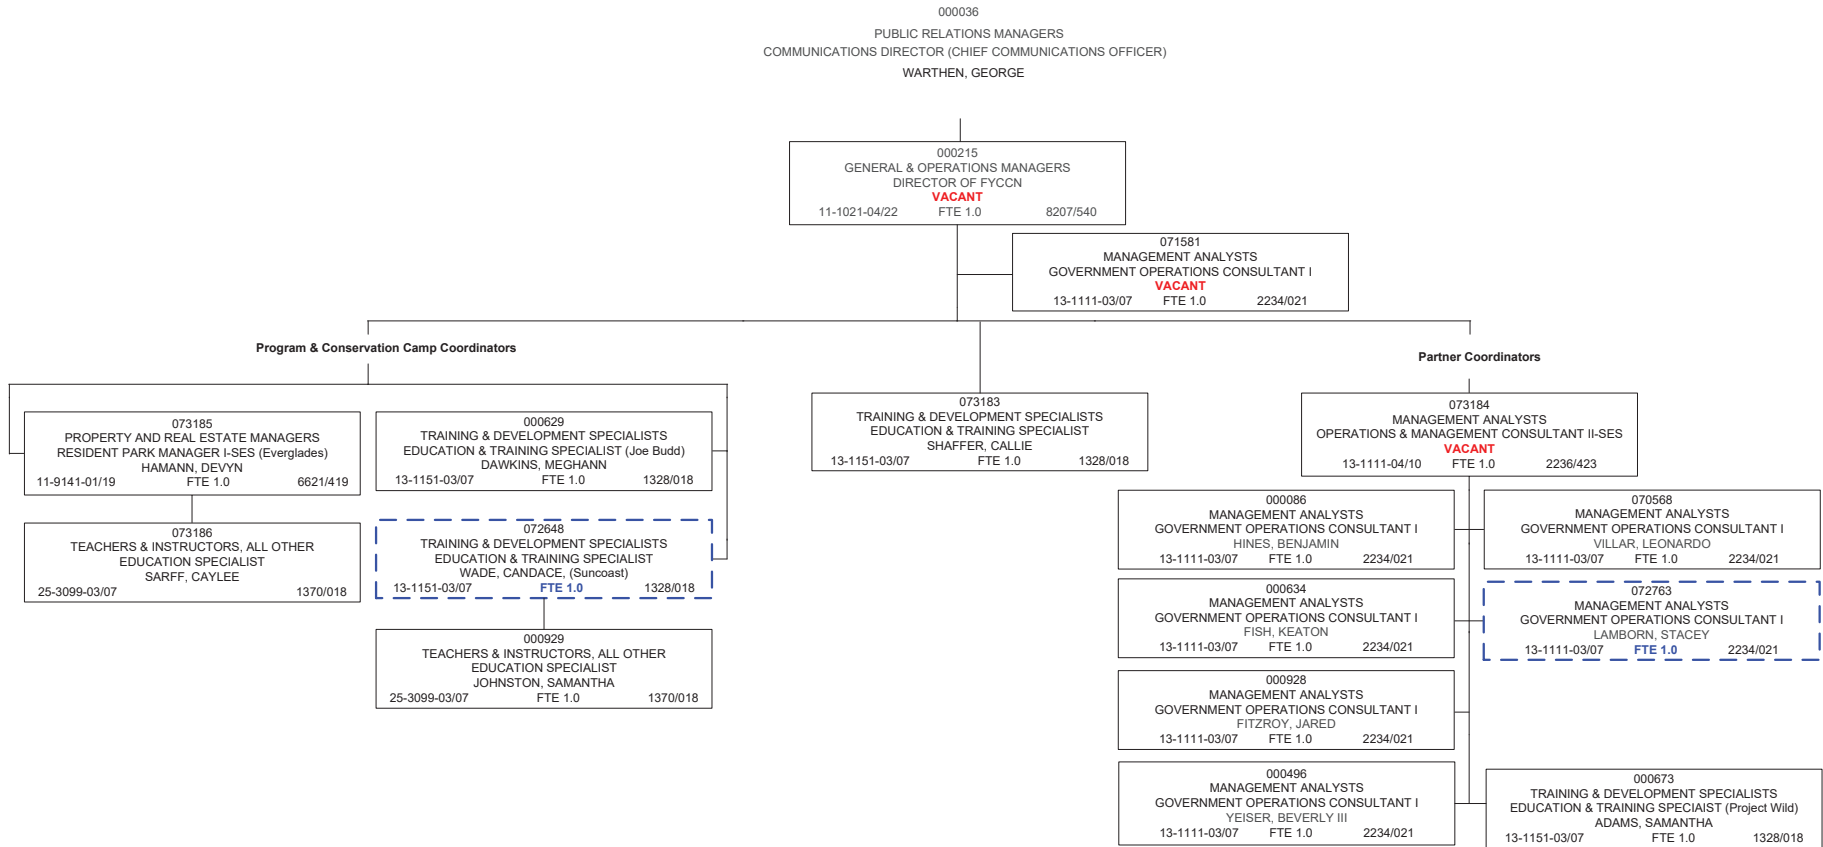 000036
PUBLIC RELATIONS MANAGERS
COMMUNICATIONS DIRECTOR (CHIEF COMMUNICATIONS OFFICER)
WARTHEN, GEORGE
000215
GENERAL & OPERATIONS MANAGERS
DIRECTOR OF FYCCN
VACANT
11-1021-04/22 FTE 1.0 8207/540
071581
MANAGEMENT ANALYSTS
GOVERNMENT OPERATIONS CONSULTANT I
VACANT
13-1111-03/07 FTE 1.0 2234/021
Program & Conservation Camp Coordinators
073185
PROPERTY AND REAL ESTATE MANAGERS
RESIDENT PARK MANAGER I-SES (Everglades)
HAMANN, DEVYN
11-9141-01/19 FTE 1.0 6621/419
073186
TEACHERS & INSTRUCTORS, ALL OTHER
EDUCATION SPECIALIST
SARFF, CAYLEE
25-3099-03/07 1370/018
000629
TRAINING & DEVELOPMENT SPECIALISTS
EDUCATION & TRAINING SPECIALIST (Joe Budd)
DAWKINS, MEGHANN
13-1151-03/07 FTE 1.0 1328/018
072648
TRAINING & DEVELOPMENT SPECIALISTS
EDUCATION & TRAINING SPECIALIST
WADE, CANDACE, (Suncoast)
13-1151-03/07 FTE 1.0 1328/018
000929
TEACHERS & INSTRUCTORS, ALL OTHER
EDUCATION SPECIALIST
JOHNSTON, SAMANTHA
25-3099-03/07 FTE 1.0 1370/018
073183
TRAINING & DEVELOPMENT SPECIALISTS
EDUCATION & TRAINING SPECIALIST
SHAFFER, CALLIE
13-1151-03/07 FTE 1.0 1328/018
Partner Coordinators
073184
MANAGEMENT ANALYSTS
OPERATIONS & MANAGEMENT CONSULTANT II-SES
VACANT
13-1111-04/10 FTE 1.0 2236/423
000086
MANAGEMENT ANALYSTS
GOVERNMENT OPERATIONS CONSULTANT I
HINES, BENJAMIN
13-1111-03/07 FTE 1.0 2234/021
070568
MANAGEMENT ANALYSTS
GOVERNMENT OPERATIONS CONSULTANT I
VILLAR, LEONARDO
13-1111-03/07 FTE 1.0 2234/021
000634
MANAGEMENT ANALYSTS
GOVERNMENT OPERATIONS CONSULTANT I
FISH, KEATON
13-1111-03/07 FTE 1.0 2234/021
072763
MANAGEMENT ANALYSTS
GOVERNMENT OPERATIONS CONSULTANT I
LAMBORN, STACEY
13-1111-03/07 FTE 1.0 2234/021
000928
MANAGEMENT ANALYSTS
GOVERNMENT OPERATIONS CONSULTANT I
FITZROY, JARED
13-1111-03/07 FTE 1.0 2234/021
000496
MANAGEMENT ANALYSTS
GOVERNMENT OPERATIONS CONSULTANT I
YEISER, BEVERLY III
13-1111-03/07 FTE 1.0 2234/021
000673
TRAINING & DEVELOPMENT SPECIALISTS
EDUCATION & TRAINING SPECIAIST (Project Wild)
ADAMS, SAMANTHA
13-1151-03/07 FTE 1.0 1328/018